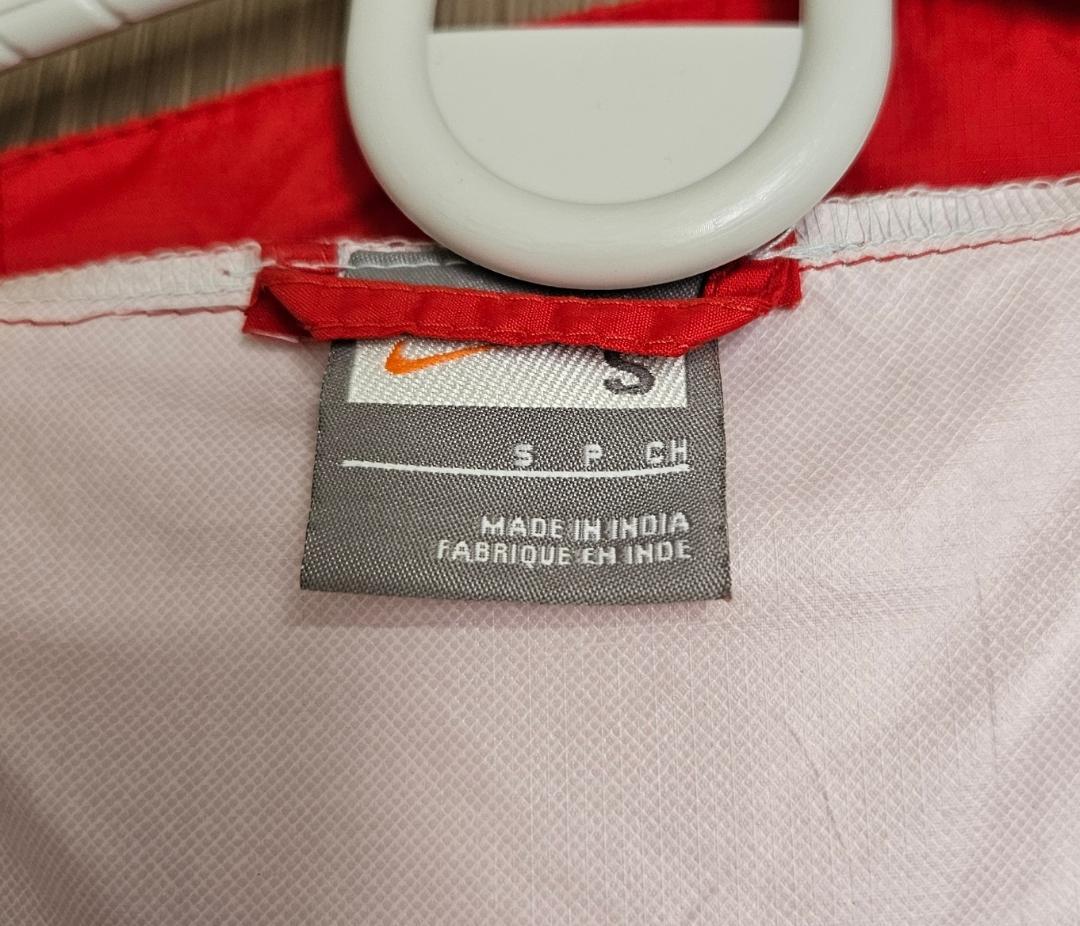 S
S P CH
MADE IN INDIA
FABRIQUE EN INDE